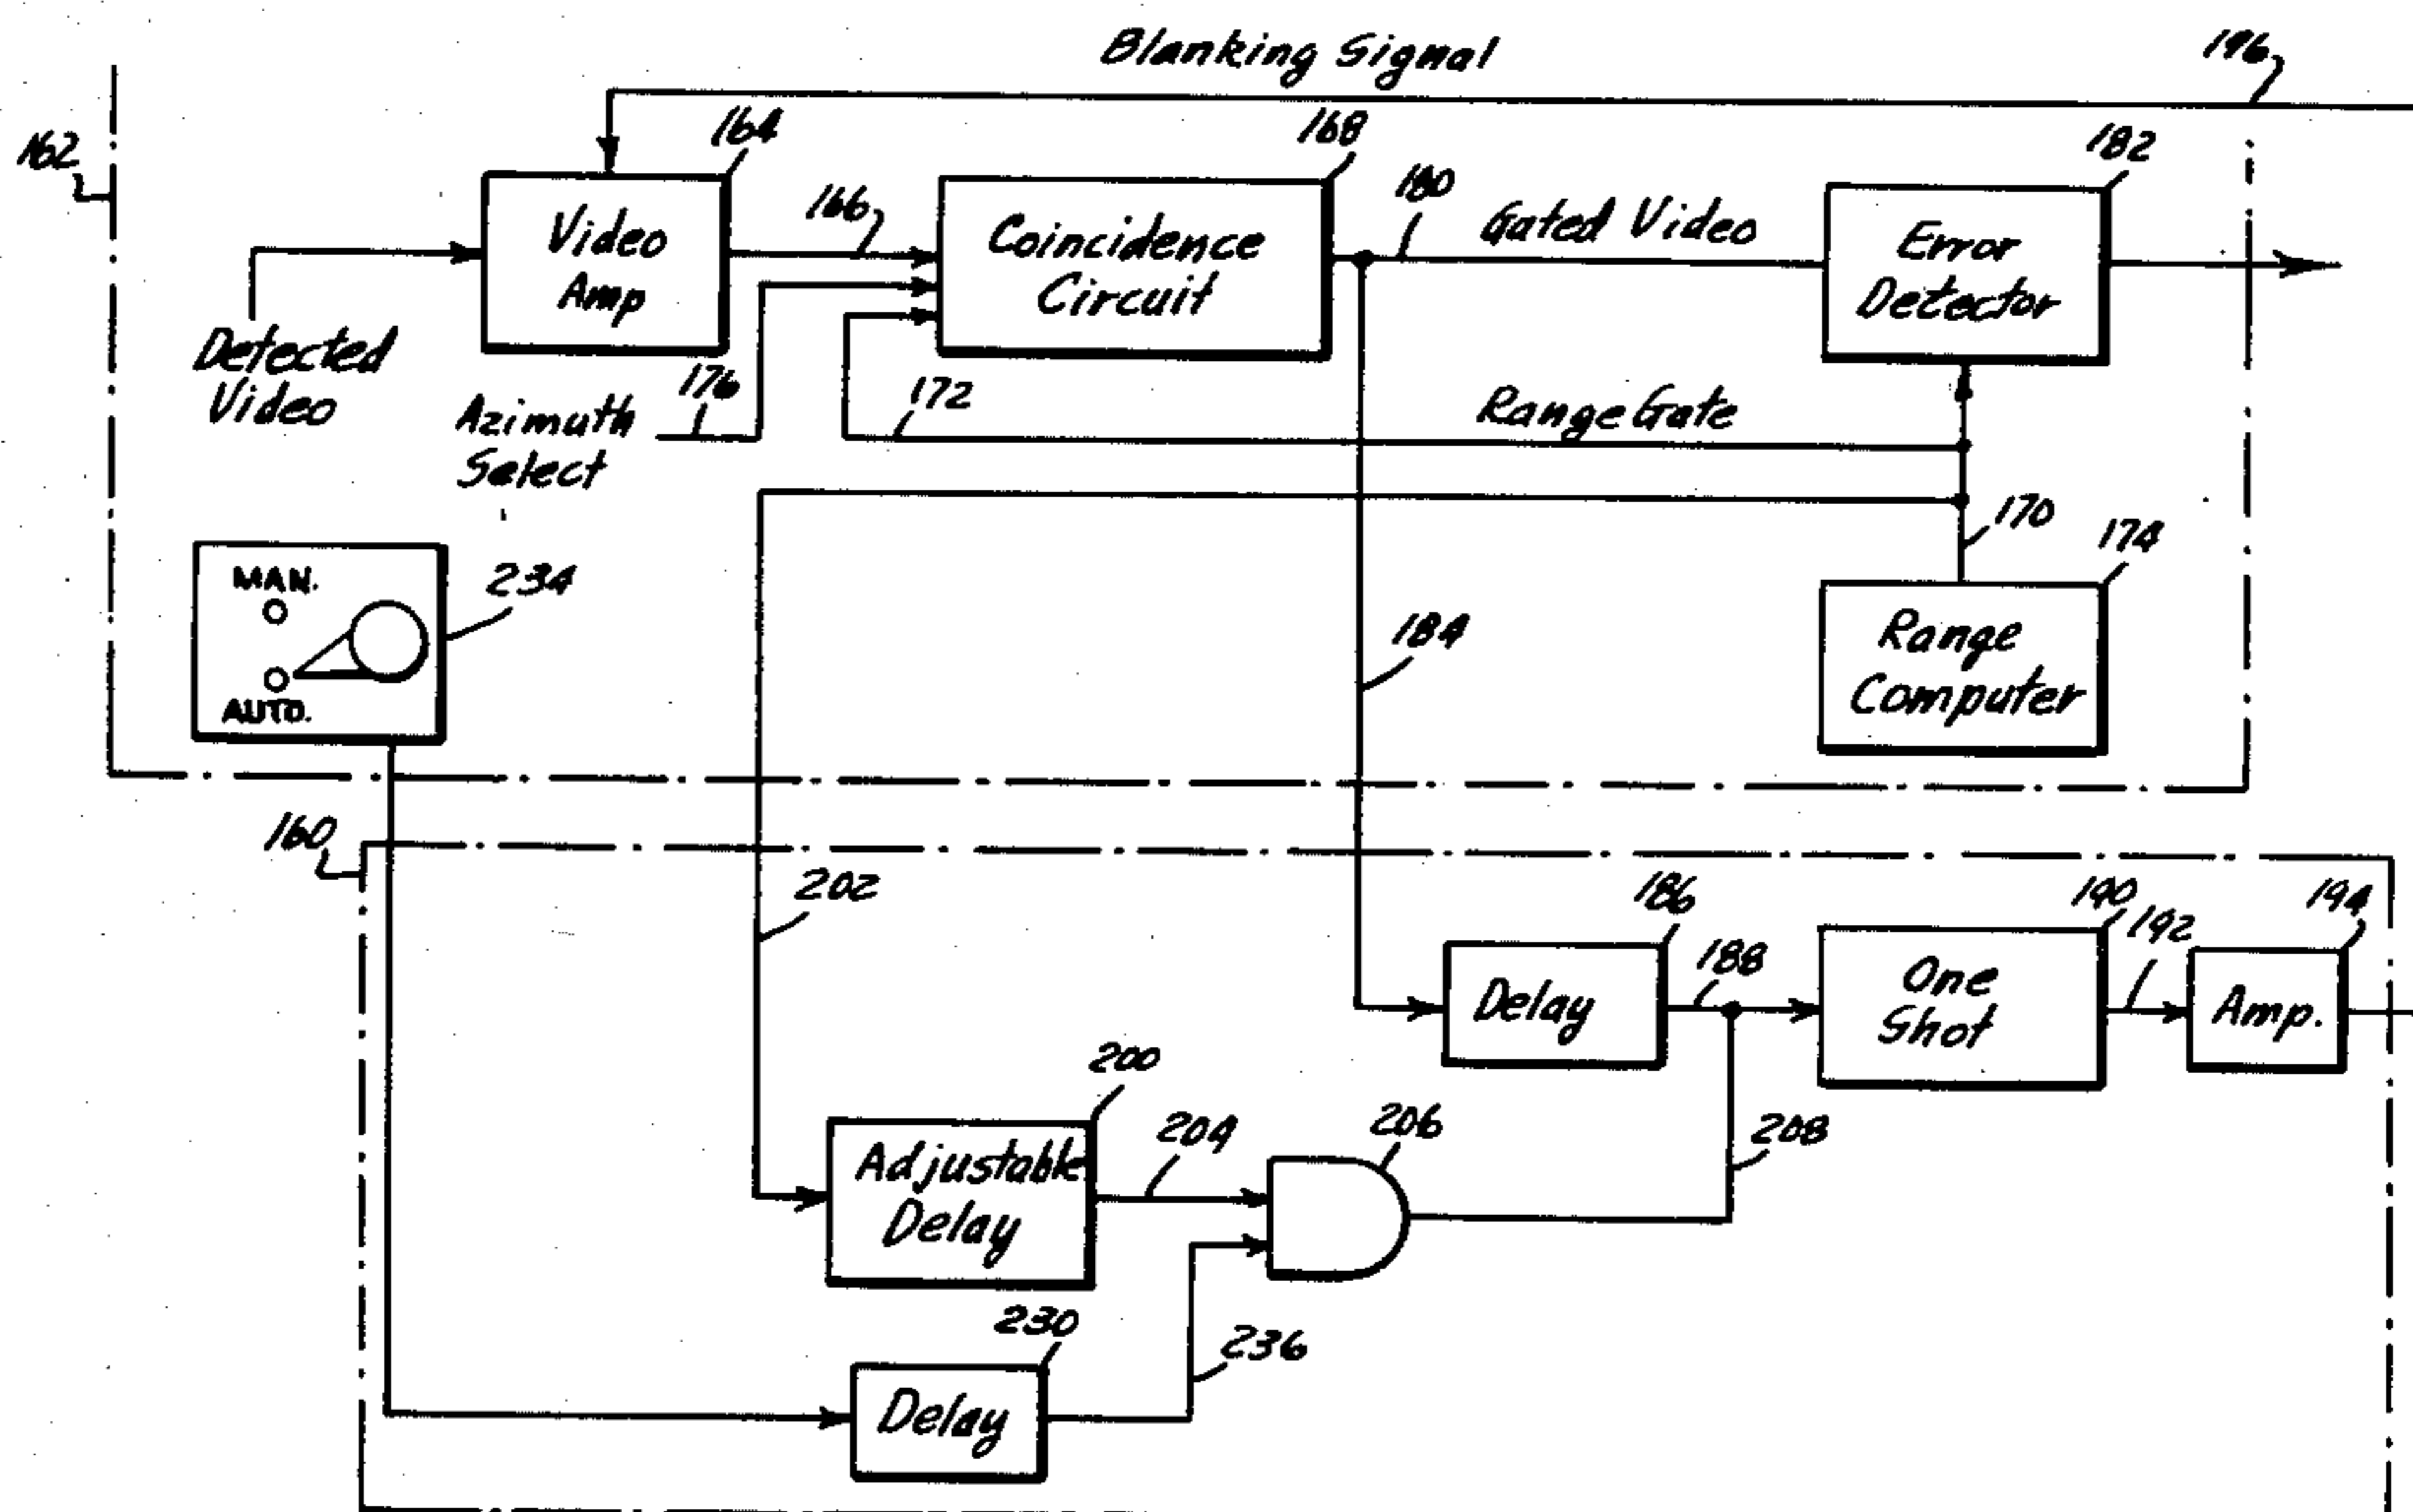 Blanking Signal
196
162
164
168
182
Video
Amp
166
Coincidence
Circuit
180
Gated Video
Error
Detector
Detected
Video
176
Azimuth
Select
172
Range Gate
170
174
MAN.
AUTO.
234
184
Range
Computer
160
202
186
188
190
192
194
Delay
One
Shot
Amp.
200
204
206
208
Adjustable
Delay
230
236
Delay